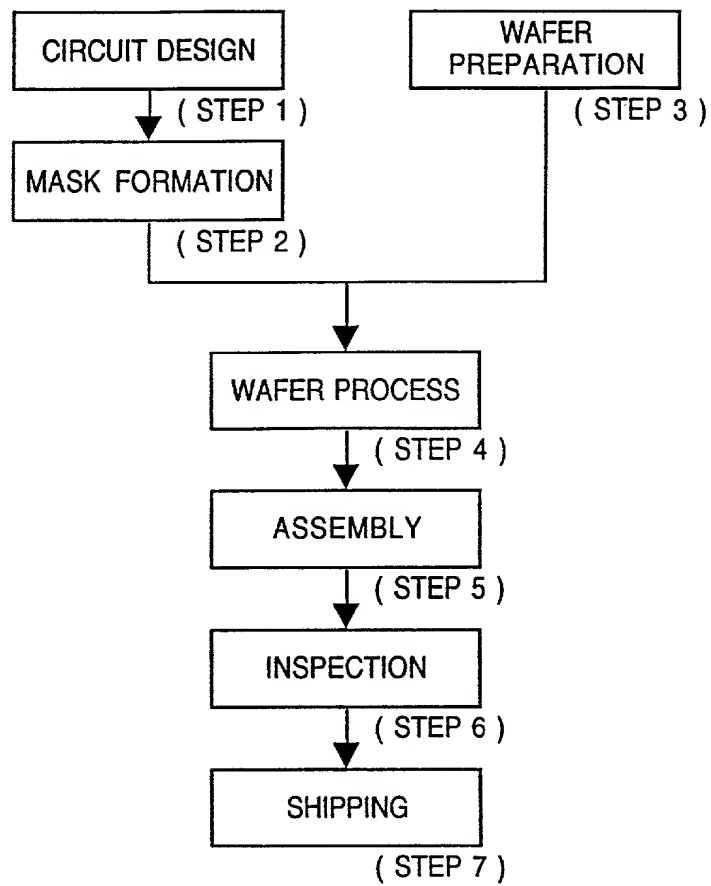 CIRCUIT DESIGN
( STEP 1 )
MASK FORMATION
( STEP 2 )
WAFER
PREPARATION
( STEP 3 )
WAFER PROCESS
( STEP 4 )
ASSEMBLY
( STEP 5 )
INSPECTION
( STEP 6 )
SHIPPING
( STEP 7 )